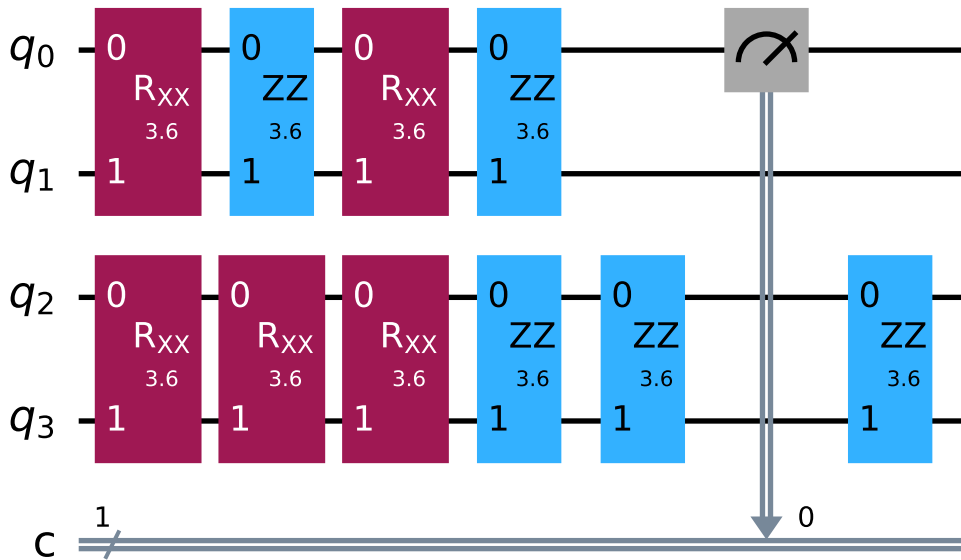 q0 0 0 0 0
RXX ZZ RXX ZZ
3.6 3.6 3.6 3.6
q1 1 1 1 1
q2 0 0 0 0 0 0
RXX RXX RXX ZZ ZZ ZZ
3.6 3.6 3.6 3.6 3.6 3.6
q3 1 1 1 1 1 1
1 0
c